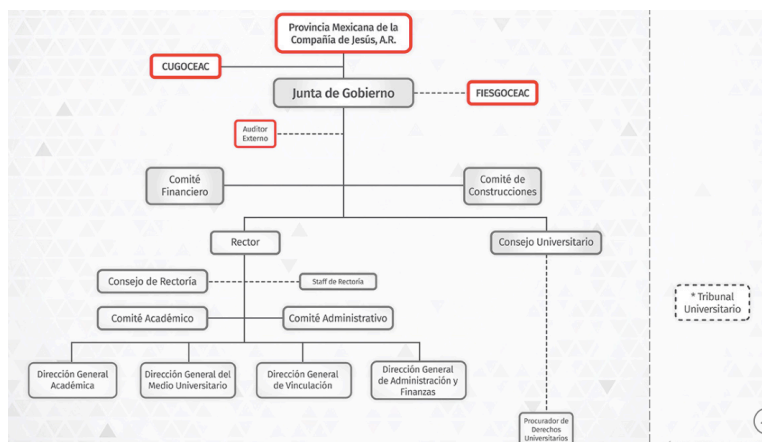 Provincia Mexicana de la
Compañía de Jesús, A.R.
CUGOCEAC
Junta de Gobierno
FIESGOCEAC
Auditor
Externo
Comité
Financiero
Comité de
Construcciones
Rector
Consejo Universitario
Consejo de Rectoría
Staff de Rectoría
* Tribunal
Universitario
Comité Académico
Comité Administrativo
Dirección General
Académica
Dirección General del
Medio Universitario
Dirección General
de Vinculación
Dirección General
de Administración y
Finanzas
Procurador de
Derechos
Universitarios